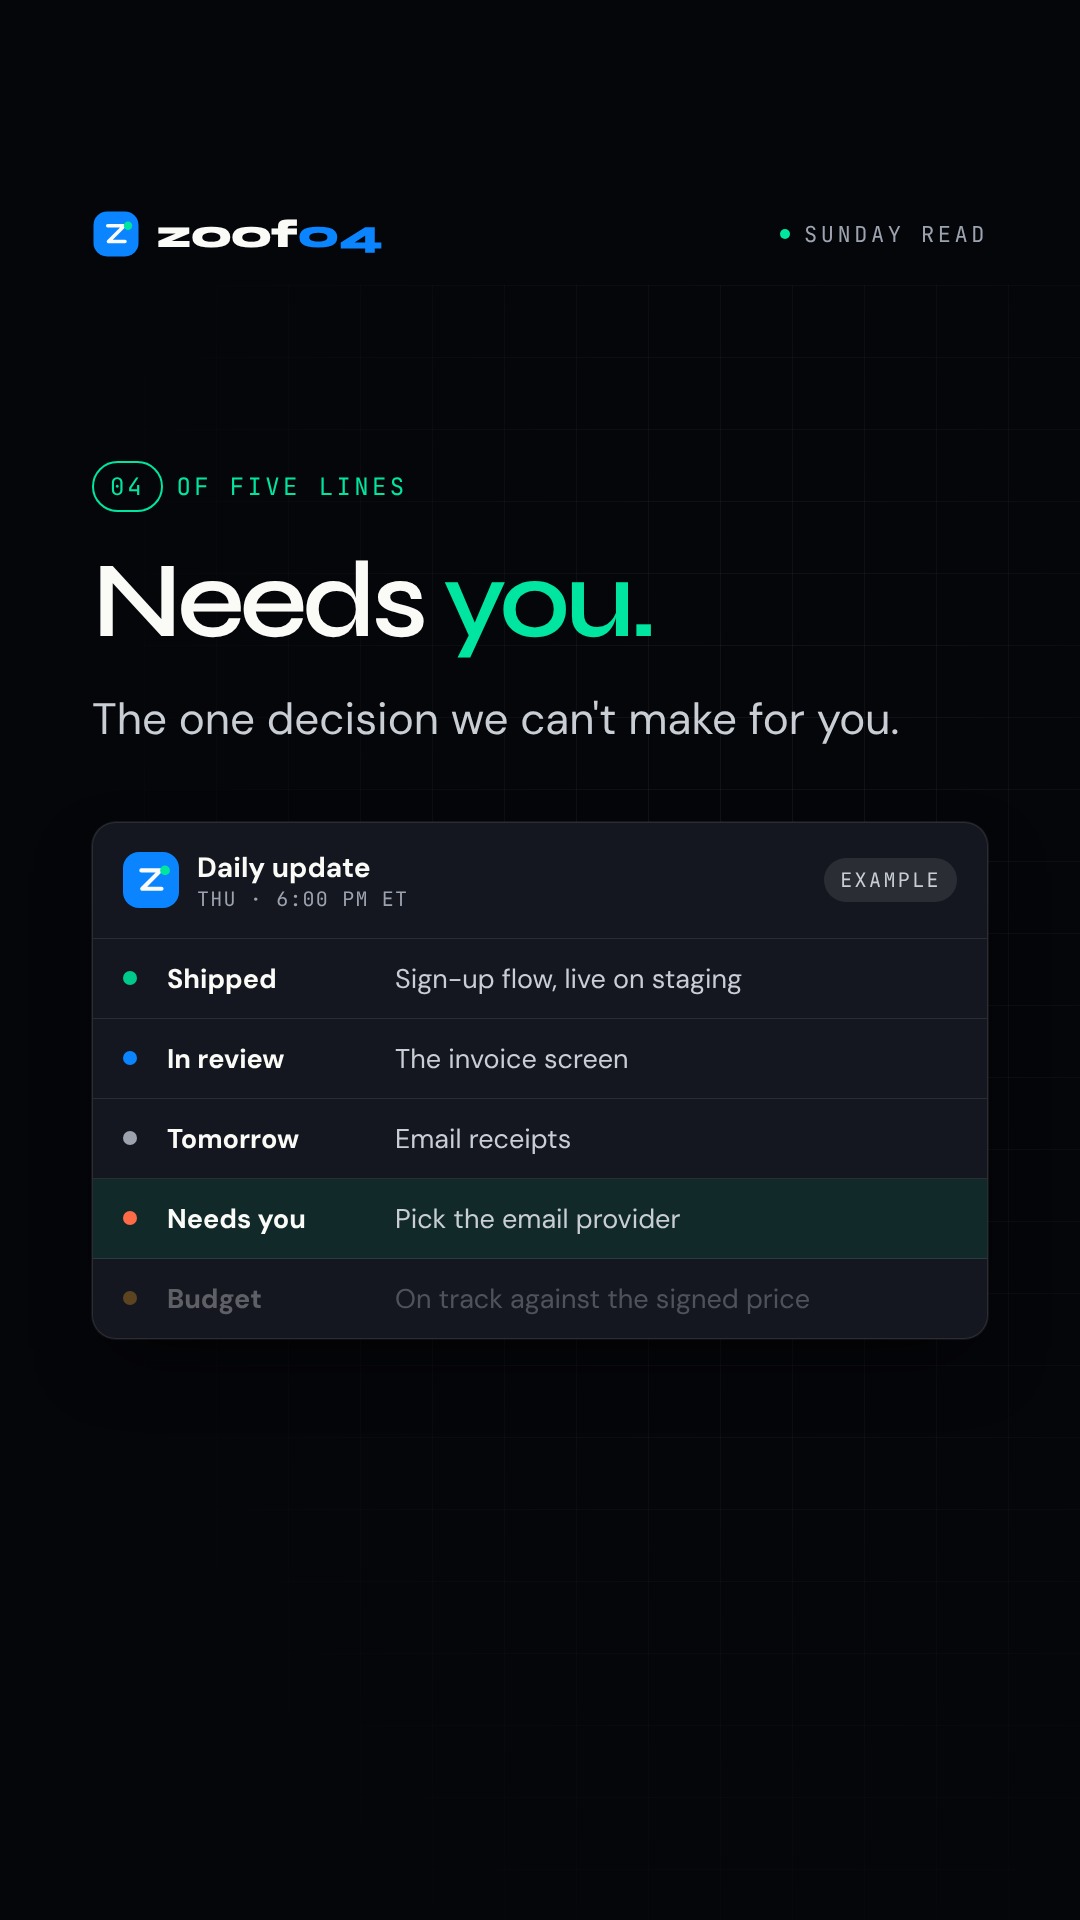 zoof04
SUNDAY READ
04 OF FIVE LINES
Needs you.
The one decision we can't make for you.
Daily update
THU · 6:00 PM ET
EXAMPLE
Shipped Sign-up flow, live on staging
In review The invoice screen
Tomorrow Email receipts
Needs you Pick the email provider
Budget On track against the signed price